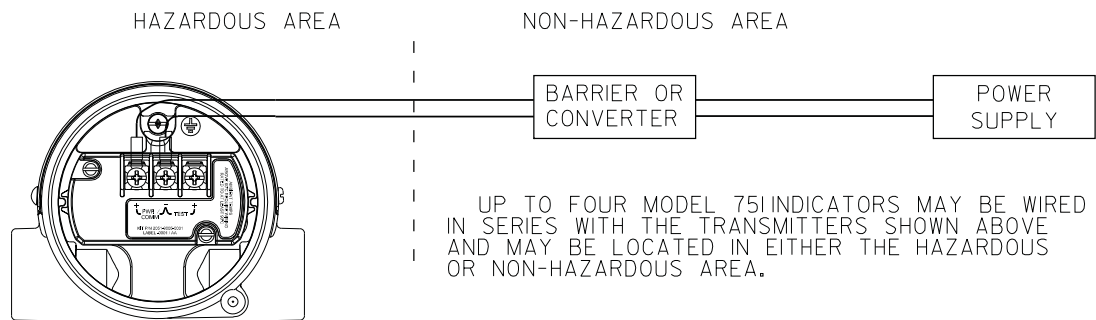 HAZARDOUS AREA
NON-HAZARDOUS AREA
BARRIER OR
CONVERTER
POWER
SUPPLY
PWR
COMM
TEST
UP TO FOUR MODEL 751 INDICATORS MAY BE WIRED
IN SERIES WITH THE TRANSMITTERS SHOWN ABOVE
AND MAY BE LOCATED IN EITHER THE HAZARDOUS
OR NON-HAZARDOUS AREA.